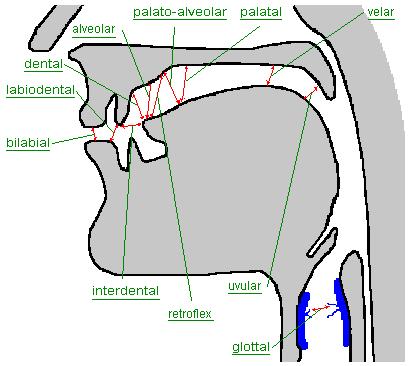 palato-alveolar
palatal
velar
alveolar
dental
labiodental
bilabial
interdental
retroflex
uvular
glottal